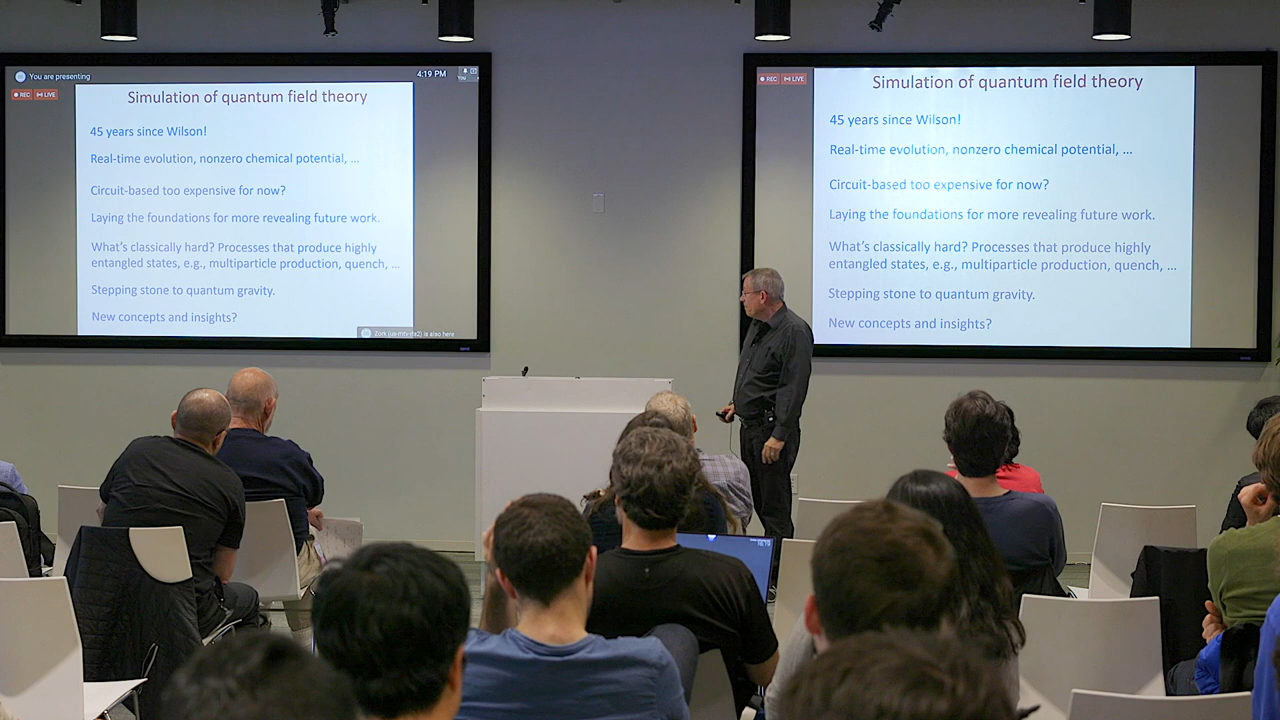 You are presenting
4:19 PM
You
REC LIVE
Simulation of quantum field theory
45 years since Wilson!
Real-time evolution, nonzero chemical potential, ...
Circuit-based too expensive for now?
Laying the foundations for more revealing future work.
What's classically hard? Processes that produce highly
entangled states, e.g., multiparticle production, quench, ...
Stepping stone to quantum gravity.
New concepts and insights?
is also here
REC LIVE
Simulation of quantum field theory
45 years since Wilson!
Real-time evolution, nonzero chemical potential, ...
Circuit-based too expensive for now?
Laying the foundations for more revealing future work.
What's classically hard? Processes that produce highly
entangled states, e.g., multiparticle production, quench, ...
Stepping stone to quantum gravity.
New concepts and insights?